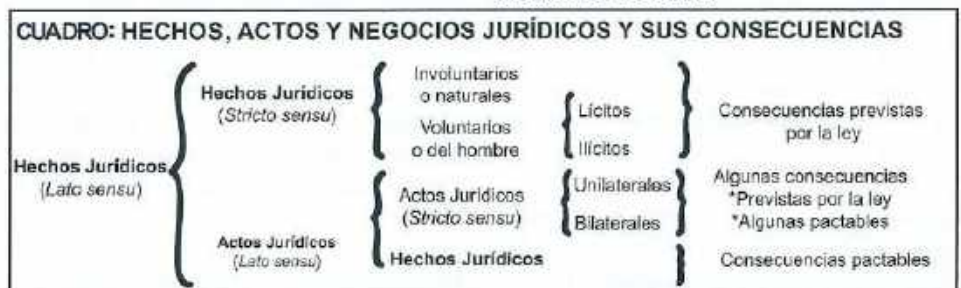 CUADRO: HECHOS, ACTOS Y NEGOCIOS JURÍDICOS Y SUS CONSECUENCIAS
Hechos Jurídicos
(Lato sensu)
Hechos Jurídicos
(Stricto sensu)
Involuntarios
o naturales
Voluntarios
o del hombre
Lícitos
Ilícitos
Consecuencias previstas
por la ley
Actos Jurídicos
(Lato sensu)
Actos Jurídicos
(Stricto sensu)
Unilaterales
Bilaterales
Algunas consecuencias
*Previstas por la ley
*Algunas pactables
Hechos Jurídicos
Consecuencias pactables